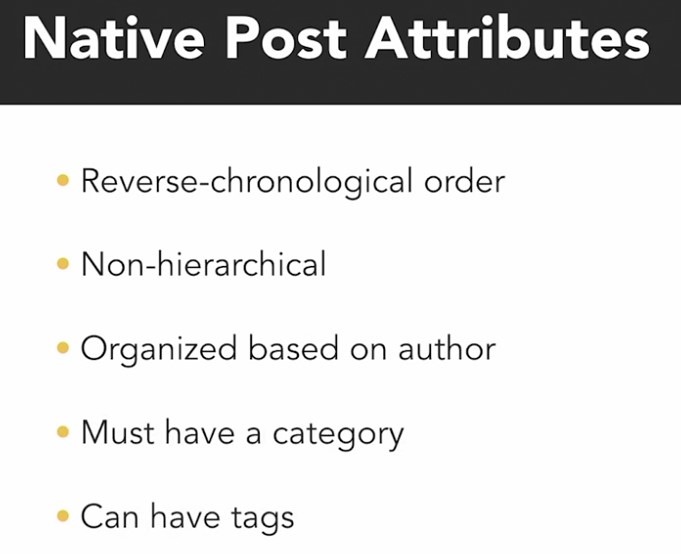 Native Post Attributes
• Reverse-chronological order
• Non-hierarchical
• Organized based on author
• Must have a category
• Can have tags